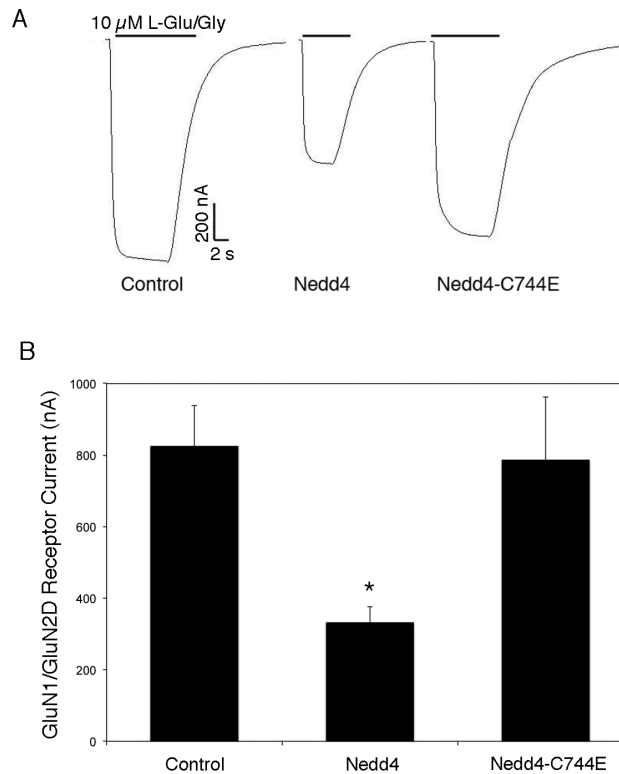 A
10 µM L-Glu/Gly
200 nA
2 s
Control Nedd4 Nedd4-C744E
B
GluN1/GluN2D Receptor Current (nA)
1000
800
600
400
200
0
*
Control Nedd4 Nedd4-C744E